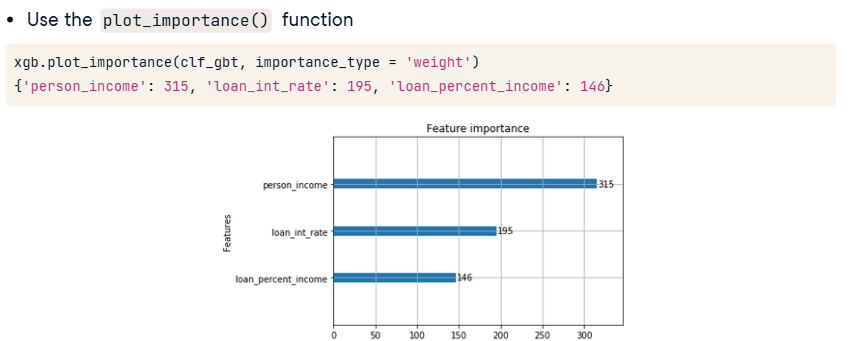 • Use the plot_importance() function
xgb.plot_importance(clf_gbt, importance_type = 'weight')
{'person_income': 315, 'loan_int_rate': 195, 'loan_percent_income': 146}
Feature importance
person_income 315
loan_int_rate 195
loan_percent_income 146
Features
0 50 100 150 200 250 300